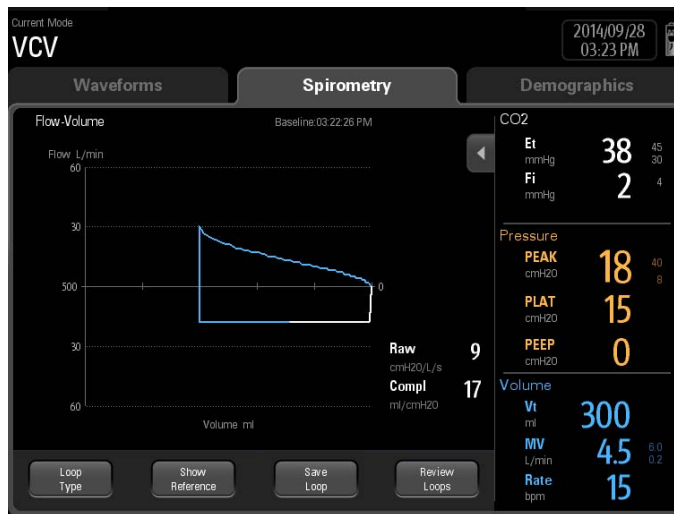 Current Mode
VCV
2014/09/28
03:23 PM
Waveforms
Spirometry
Demographics
Flow-Volume
Baseline:03:22:26 PM
Flow L/min
60
30
500
0
30
60
Volume ml
Raw 9
cmH20/L/s
Compl 17
ml/cmH20
CO2
Et 38 45
mmHg 30
Fi 2 4
mmHg
Pressure
PEAK 18 40
cmH20 8
PLAT 15
cmH20
PEEP 0
cmH20
Volume
Vt 300
ml
MV 4.5 6.0
L/min 0.2
Rate 15
bpm
Loop
Type
Show
Reference
Save
Loop
Review
Loops